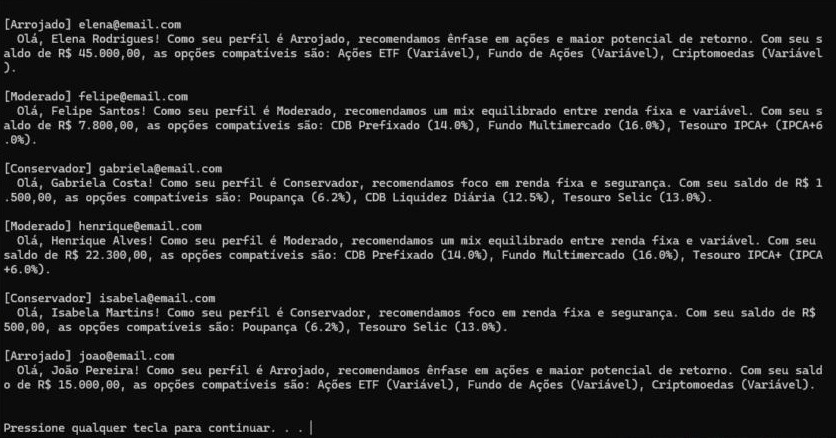 [Arrojado] elena@email.com
Olá, Elena Rodrigues! Como seu perfil é Arrojado, recomendamos ênfase em ações e maior potencial de retorno. Com seu s
aldo de R$ 45.000,00, as opções compatíveis são: Ações ETF (Variável), Fundo de Ações (Variável), Criptomoedas (Variável
).
[Moderado] felipe@email.com
Olá, Felipe Santos! Como seu perfil é Moderado, recomendamos um mix equilibrado entre renda fixa e variável. Com seu s
aldo de R$ 7.800,00, as opções compatíveis são: CDB Prefixado (14.0%), Fundo Multimercado (16.0%), Tesouro IPCA+ (IPCA+6
.0%).
[Conservador] gabriela@email.com
Olá, Gabriela Costa! Como seu perfil é Conservador, recomendamos foco em renda fixa e segurança. Com seu saldo de R$ 1
.500,00, as opções compatíveis são: Poupança (6.2%), CDB Liquidez Diária (12.5%), Tesouro Selic (13.0%).
[Moderado] henrique@email.com
Olá, Henrique Alves! Como seu perfil é Moderado, recomendamos um mix equilibrado entre renda fixa e variável. Com seu
saldo de R$ 22.300,00, as opções compatíveis são: CDB Prefixado (14.0%), Fundo Multimercado (16.0%), Tesouro IPCA+ (IPCA
+6.0%).
[Conservador] isabela@email.com
Olá, Isabela Martins! Como seu perfil é Conservador, recomendamos foco em renda fixa e segurança. Com seu saldo de R$
500,00, as opções compatíveis são: Poupança (6.2%), Tesouro Selic (13.0%).
[Arrojado] joao@email.com
Olá, João Pereira! Como seu perfil é Arrojado, recomendamos ênfase em ações e maior potencial de retorno. Com seu sald
o de R$ 15.000,00, as opções compatíveis são: Ações ETF (Variável), Fundo de Ações (Variável), Criptomoedas (Variável).
Pressione qualquer tecla para continuar. . .